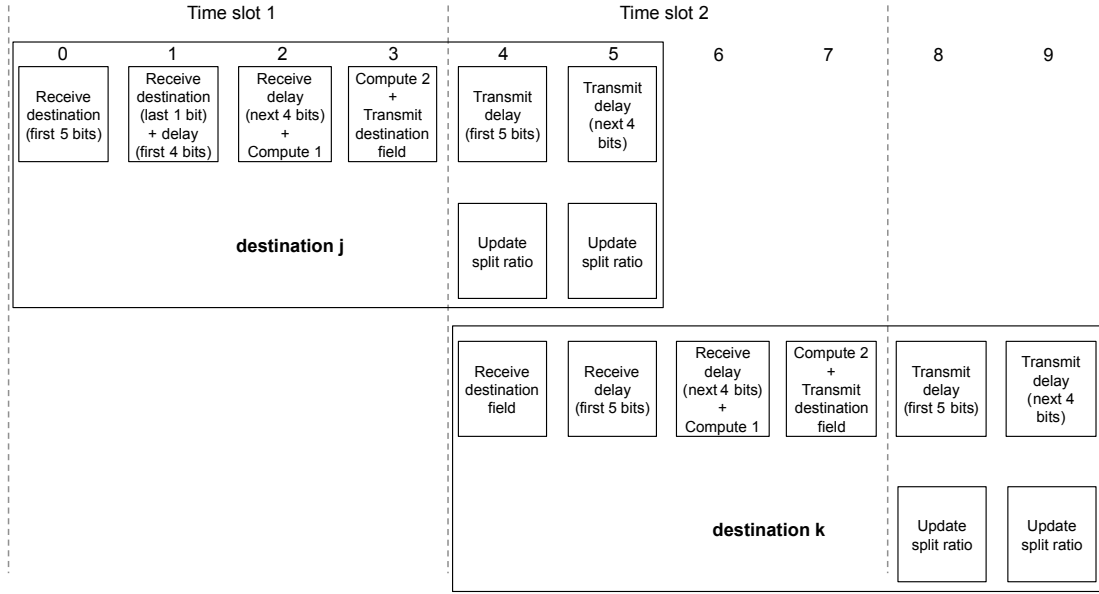 Time slot 1
Time slot 2
0
1
2
3
4
5
6
7
8
9
Receive
destination
(first 5 bits)
Receive
destination
(last 1 bit)
+ delay
(first 4 bits)
Receive
delay
(next 4 bits)
+
Compute 1
Compute 2
+
Transmit
destination
field
Transmit
delay
(first 5 bits)
Transmit
delay
(next 4
bits)
destination j
Update
split ratio
Update
split ratio
Receive
destination
field
Receive
delay
(first 5 bits)
Receive
delay
(next 4 bits)
+
Compute 1
Compute 2
+
Transmit
destination
field
Transmit
delay
(first 5 bits)
Transmit
delay
(next 4
bits)
destination k
Update
split ratio
Update
split ratio